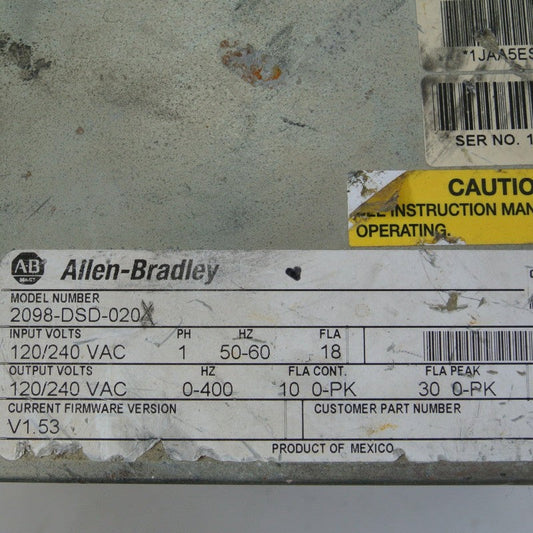 *1JAA5ES
SER NO. 1
CAUTIO
SEE INSTRUCTION MAN
OPERATING.
AB
Allen-Bradley
MODEL NUMBER
2098-DSD-020X
INPUT VOLTS PH HZ FLA
120/240 VAC 1 50-60 18
OUTPUT VOLTS HZ FLA CONT. FLA PEAK
120/240 VAC 0-400 10 0-PK 30 0-PK
CURRENT FIRMWARE VERSION CUSTOMER PART NUMBER
V1.53
PRODUCT OF MEXICO